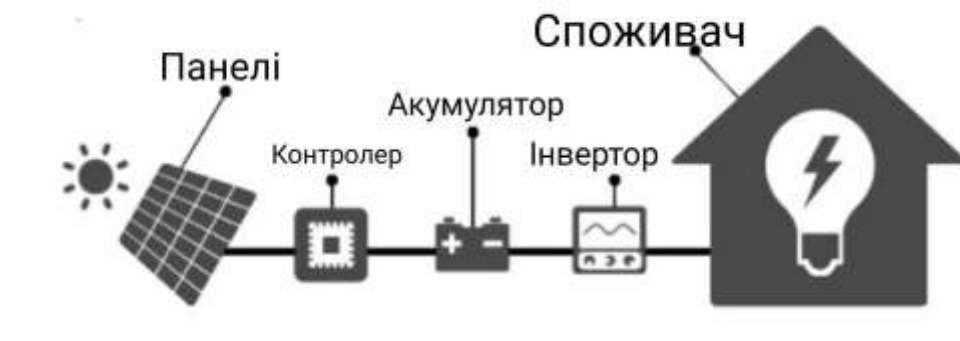 Панелі
Контролер
Акумулятор
Інвертор
Споживач